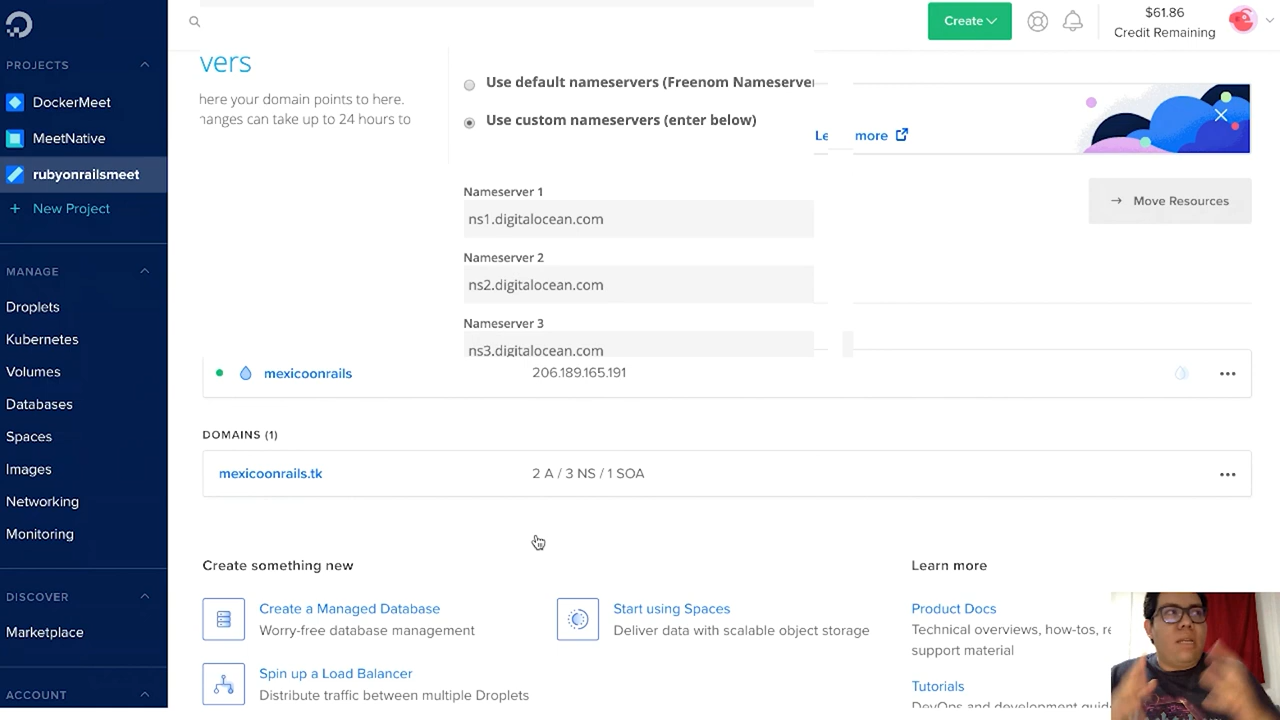 Create
$61.86
Credit Remaining
PROJECTS
DockerMeet
MeetNative
rubyonrailsmeet
+ New Project
MANAGE
Droplets
Kubernetes
Volumes
Databases
Spaces
Images
Networking
Monitoring
DISCOVER
Marketplace
ACCOUNT
vers
here your domain points to here.
hanges can take up to 24 hours to
Use default nameservers (Freenom Nameserver
Use custom nameservers (enter below)
Le more
Nameserver 1
ns1.digitalocean.com
Nameserver 2
ns2.digitalocean.com
Nameserver 3
ns3.digitalocean.com
→ Move Resources
mexicoonrails 206.189.165.191
DOMAINS (1)
mexicoonrails.tk 2 A / 3 NS / 1 SOA
Create something new
Create a Managed Database
Worry-free database management
Start using Spaces
Deliver data with scalable object storage
Spin up a Load Balancer
Distribute traffic between multiple Droplets
Learn more
Product Docs
Technical overviews, how-tos, re
support material
Tutorials
DevOps and development guid